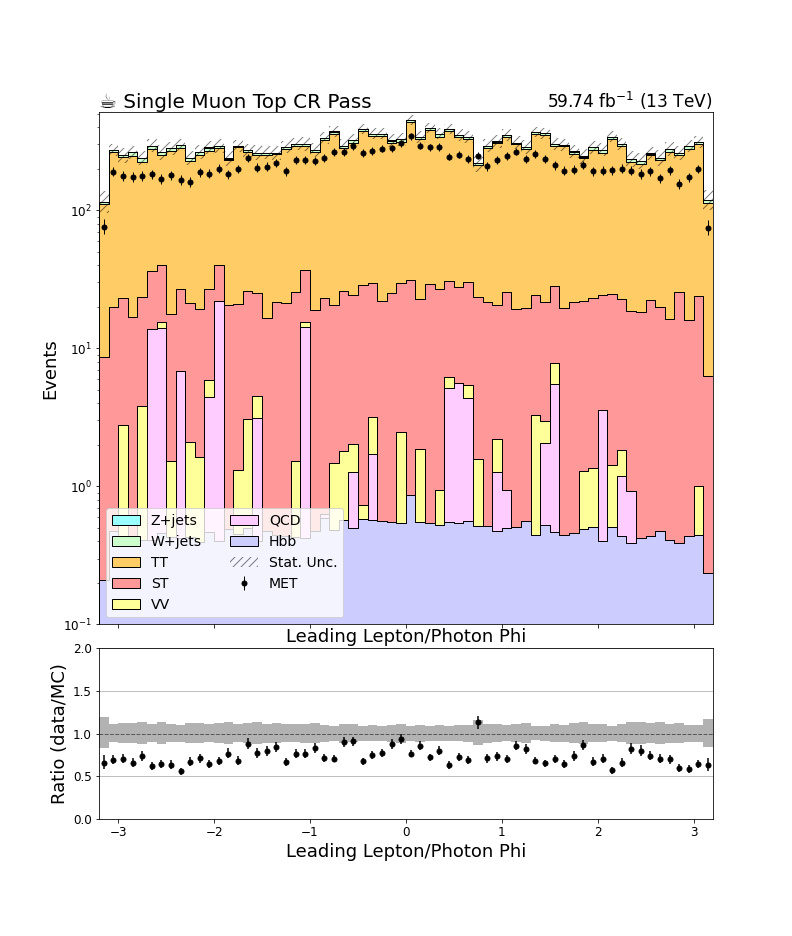 ☕ Single Muon Top CR Pass 59.74 fb⁻¹ (13 TeV)
Events
10²
10¹
10⁰
10⁻¹
Z+jets
W+jets
TT
ST
VV
QCD
Hbb
Stat. Unc.
MET
Leading Lepton/Photon Phi
Ratio (data/MC)
2.0
1.5
1.0
0.5
0.0
−3 −2 −1 0 1 2 3
Leading Lepton/Photon Phi